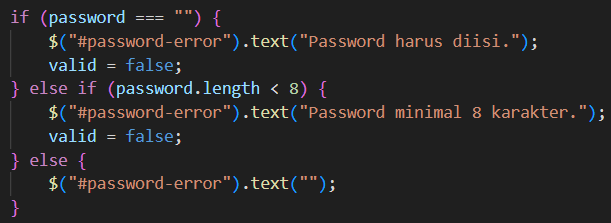 if (password === "") {
    $("#password-error").text("Password harus diisi.");
    valid = false;
} else if (password.length < 8) {
    $("#password-error").text("Password minimal 8 karakter.");
    valid = false;
} else {
    $("#password-error").text("");
}